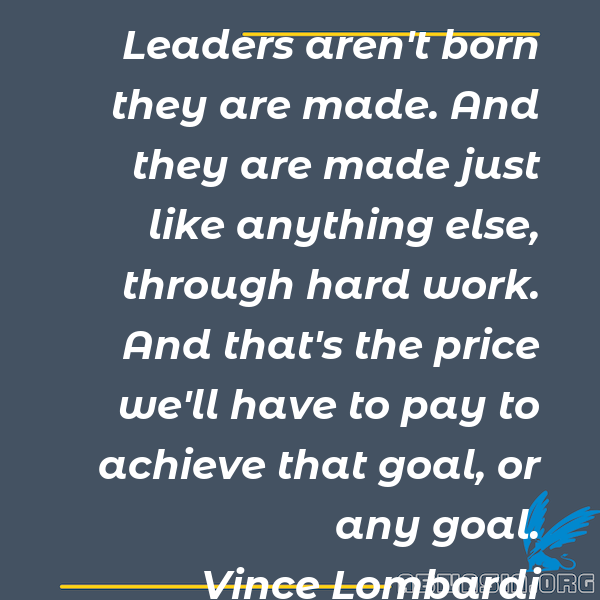 Leaders aren't born
they are made. And
they are made just
like anything else,
through hard work.
And that's the price
we'll have to pay to
achieve that goal, or
any goal.
Vince Lombardi